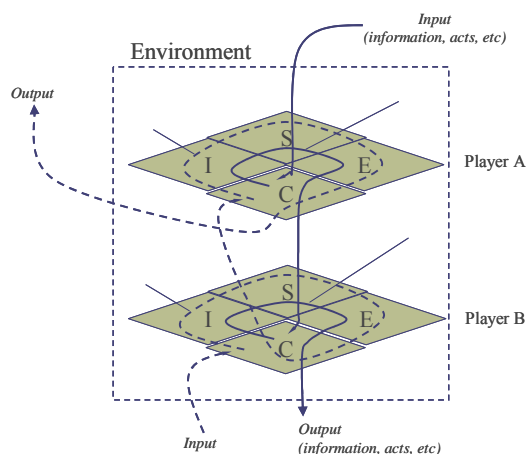 Input
(information, acts, etc)
Environment
Output
S
I
E
Player A
C
S
I
E
Player B
C
Input
Output
(information, acts, etc)